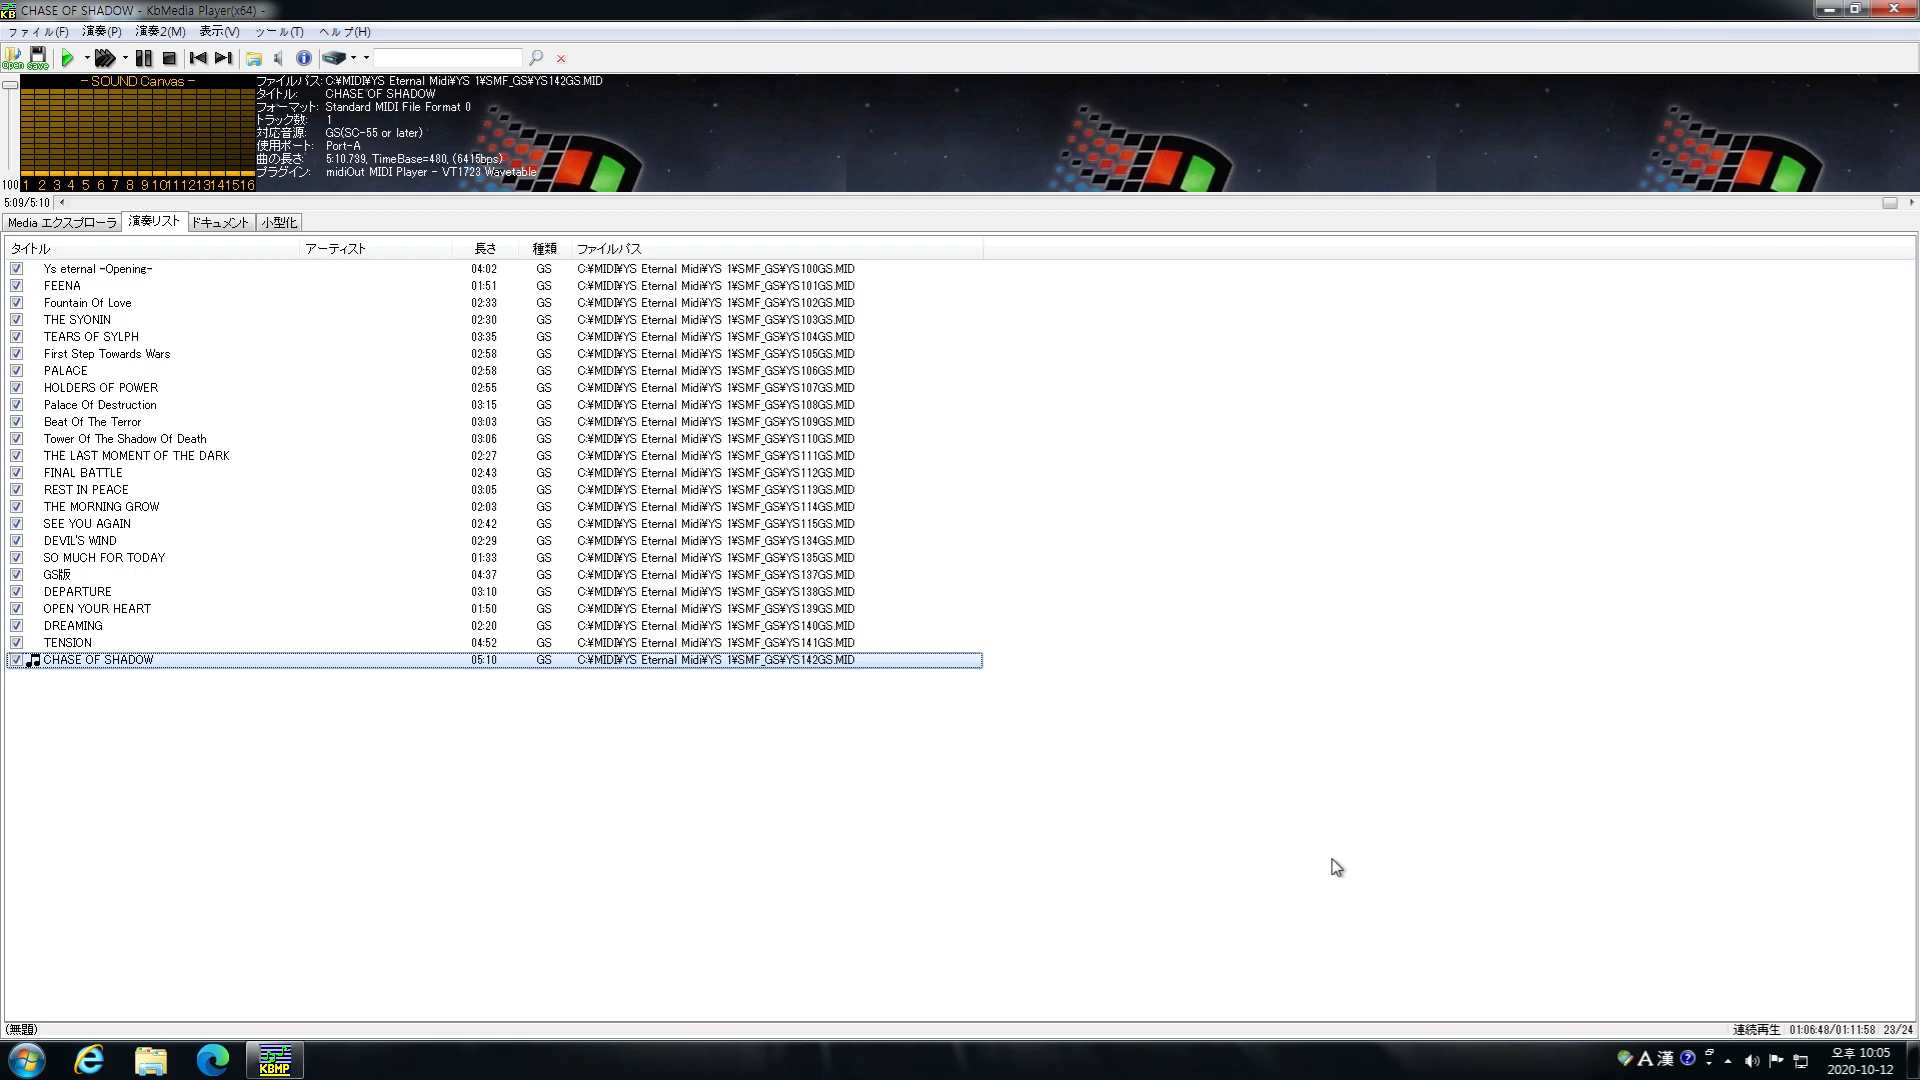 CHASE OF SHADOW - KbMedia Player(x64) -
ファイル(F) 演奏(P) 演奏2(M) 表示(V) ツール(T) ヘルプ(H)
open save
- SOUND Canvas -
ファイルパス: C:¥MIDI¥YS Eternal Midi¥YS 1¥SMF_GS¥YS142GS.MID
タイトル: CHASE OF SHADOW
フォーマット: Standard MIDI File Format 0
トラック数: 1
対応音源: GS(SC-55 or later)
使用ポート: Port-A
曲の長さ: 5:10.739, TimeBase=480, (6415bps)
プラグイン: midiOut MIDI Player - VT1723 Wavetable
100 1 2 3 4 5 6 7 8 9 10 11 12 13 14 15 16
5:09/5:10
Media エクスプローラ 演奏リスト ドキュメント 小型化
タイトル アーティスト 長さ 種類 ファイルパス
Ys eternal -Opening- 04:02 GS C:¥MIDI¥YS Eternal Midi¥YS 1¥SMF_GS¥YS100GS.MID
FEENA 01:51 GS C:¥MIDI¥YS Eternal Midi¥YS 1¥SMF_GS¥YS101GS.MID
Fountain Of Love 02:33 GS C:¥MIDI¥YS Eternal Midi¥YS 1¥SMF_GS¥YS102GS.MID
THE SYONIN 02:30 GS C:¥MIDI¥YS Eternal Midi¥YS 1¥SMF_GS¥YS103GS.MID
TEARS OF SYLPH 03:35 GS C:¥MIDI¥YS Eternal Midi¥YS 1¥SMF_GS¥YS104GS.MID
First Step Towards Wars 02:58 GS C:¥MIDI¥YS Eternal Midi¥YS 1¥SMF_GS¥YS105GS.MID
PALACE 02:58 GS C:¥MIDI¥YS Eternal Midi¥YS 1¥SMF_GS¥YS106GS.MID
HOLDERS OF POWER 02:55 GS C:¥MIDI¥YS Eternal Midi¥YS 1¥SMF_GS¥YS107GS.MID
Palace Of Destruction 03:15 GS C:¥MIDI¥YS Eternal Midi¥YS 1¥SMF_GS¥YS108GS.MID
Beat Of The Terror 03:03 GS C:¥MIDI¥YS Eternal Midi¥YS 1¥SMF_GS¥YS109GS.MID
Tower Of The Shadow Of Death 03:06 GS C:¥MIDI¥YS Eternal Midi¥YS 1¥SMF_GS¥YS110GS.MID
THE LAST MOMENT OF THE DARK 02:27 GS C:¥MIDI¥YS Eternal Midi¥YS 1¥SMF_GS¥YS111GS.MID
FINAL BATTLE 02:43 GS C:¥MIDI¥YS Eternal Midi¥YS 1¥SMF_GS¥YS112GS.MID
REST IN PEACE 03:05 GS C:¥MIDI¥YS Eternal Midi¥YS 1¥SMF_GS¥YS113GS.MID
THE MORNING GROW 02:03 GS C:¥MIDI¥YS Eternal Midi¥YS 1¥SMF_GS¥YS114GS.MID
SEE YOU AGAIN 02:42 GS C:¥MIDI¥YS Eternal Midi¥YS 1¥SMF_GS¥YS115GS.MID
DEVIL'S WIND 02:29 GS C:¥MIDI¥YS Eternal Midi¥YS 1¥SMF_GS¥YS134GS.MID
SO MUCH FOR TODAY 01:33 GS C:¥MIDI¥YS Eternal Midi¥YS 1¥SMF_GS¥YS135GS.MID
GS版 04:37 GS C:¥MIDI¥YS Eternal Midi¥YS 1¥SMF_GS¥YS137GS.MID
DEPARTURE 03:10 GS C:¥MIDI¥YS Eternal Midi¥YS 1¥SMF_GS¥YS138GS.MID
OPEN YOUR HEART 01:50 GS C:¥MIDI¥YS Eternal Midi¥YS 1¥SMF_GS¥YS139GS.MID
DREAMING 02:20 GS C:¥MIDI¥YS Eternal Midi¥YS 1¥SMF_GS¥YS140GS.MID
TENSION 04:52 GS C:¥MIDI¥YS Eternal Midi¥YS 1¥SMF_GS¥YS141GS.MID
CHASE OF SHADOW 05:10 GS C:¥MIDI¥YS Eternal Midi¥YS 1¥SMF_GS¥YS142GS.MID
(無題) 連続再生 01:06:48/01:11:58 23/24
KBMP A 漢 오후 10:05
2020-10-12